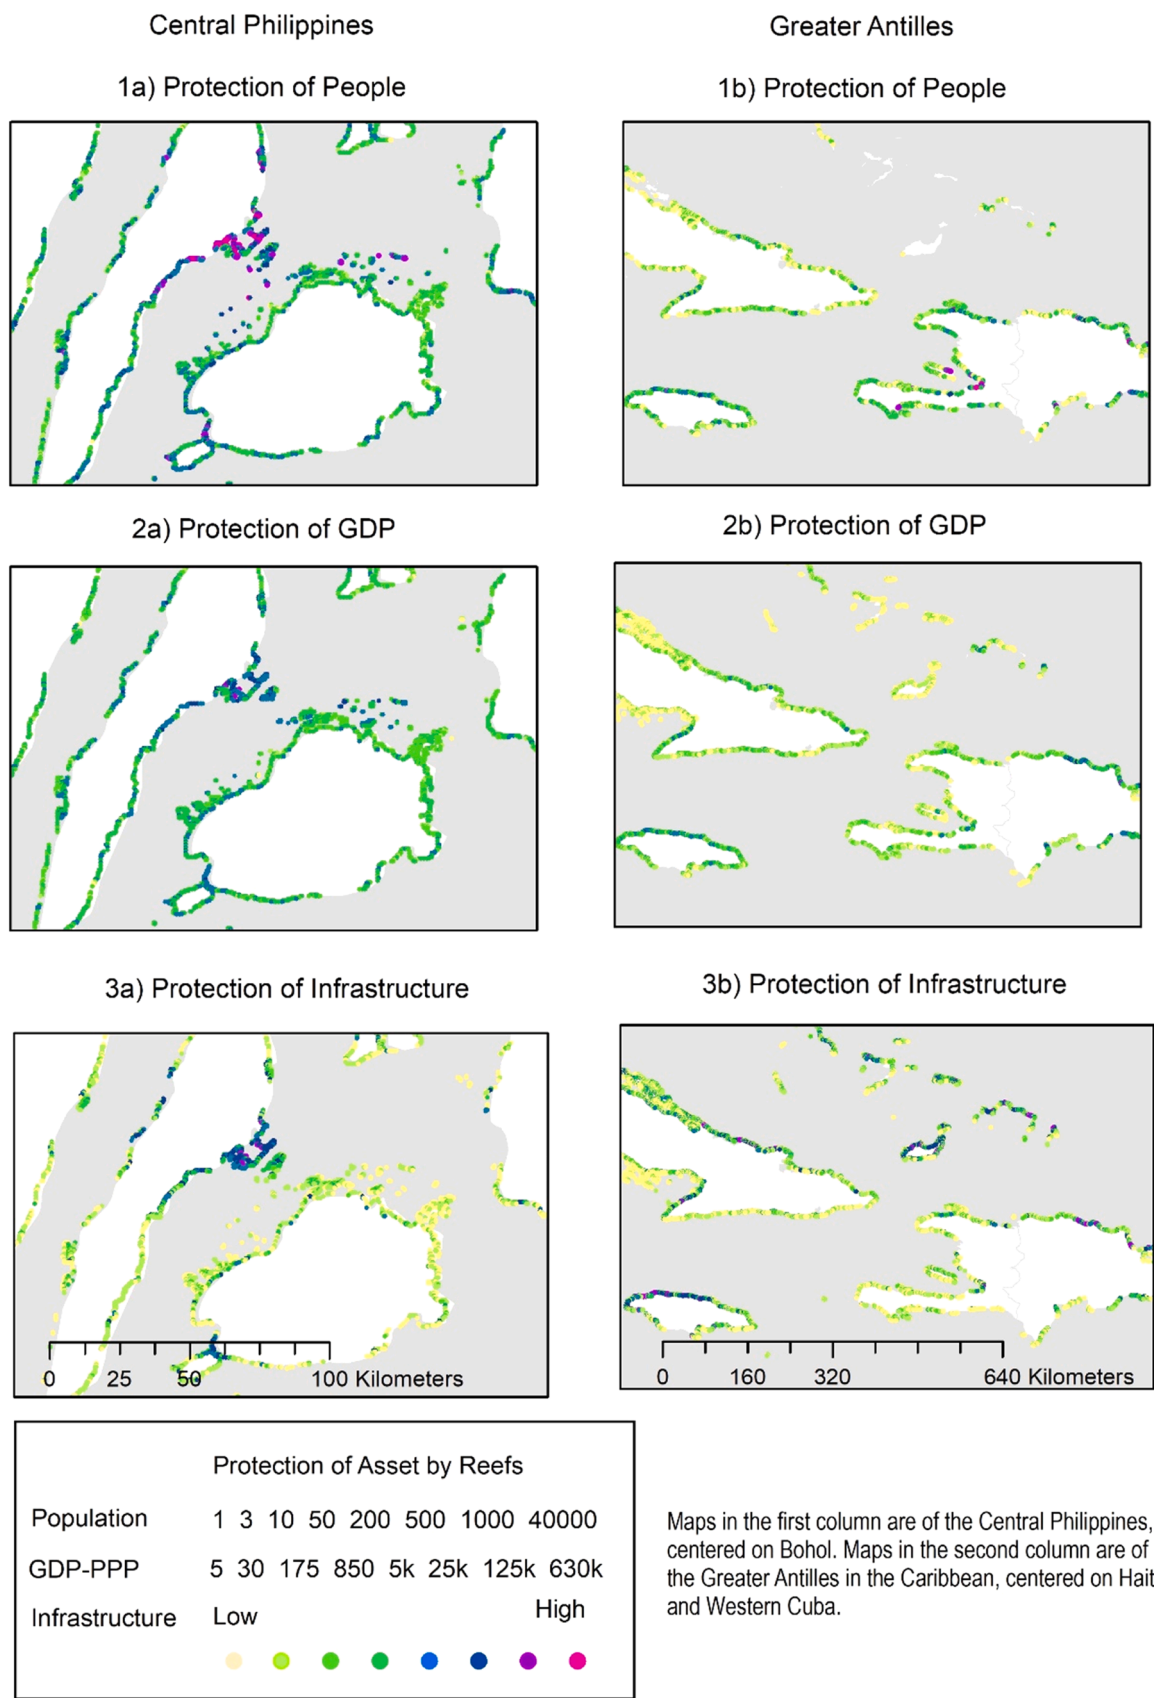 Central Philippines
Greater Antilles
1a) Protection of People
1b) Protection of People
2a) Protection of GDP
2b) Protection of GDP
3a) Protection of Infrastructure
3b) Protection of Infrastructure
0 25 50 100 Kilometers
0 160 320 640 Kilometers
Protection of Asset by Reefs
Population 1 3 10 50 200 500 1000 40000
GDP-PPP 5 30 175 850 5k 25k 125k 630k
Infrastructure Low High
Maps in the first column are of the Central Philippines,
centered on Bohol. Maps in the second column are of
the Greater Antilles in the Caribbean, centered on Hait
and Western Cuba.